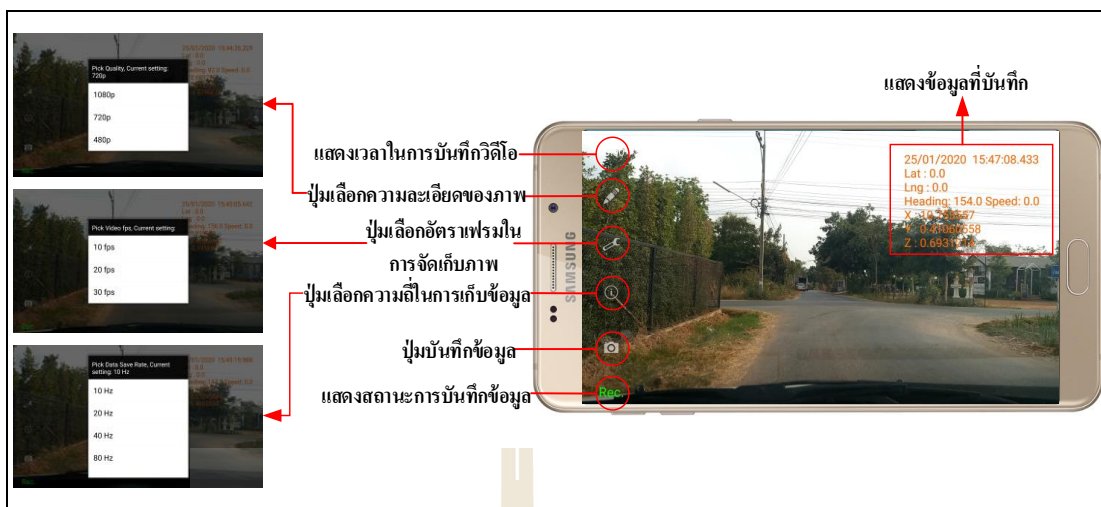 Pick Quality, Current setting:
720p
1080p
720p
480p
Pick Video fps, Current setting:
10 fps
20 fps
30 fps
Pick Data Save Rate, Current
setting: 10 Hz
10 Hz
20 Hz
40 Hz
80 Hz
แสดงเวลาในการบันทึกวิดีโอ
ปุ่มเลือกความละเอียดของภาพ
ปุ่มเลือกอัตราเฟรมใน
การจัดเก็บภาพ
ปุ่มเลือกความถี่ในการเก็บข้อมูล
ปุ่มบันทึกข้อมูล
แสดงสถานะการบันทึกข้อมูล
SAMSUNG
Rec.
แสดงข้อมูลที่บันทึก
25/01/2020 15:47:08.433
Lat : 0.0
Lng : 0.0
Heading: 154.0 Speed: 0.0
X :
Y :
Z :